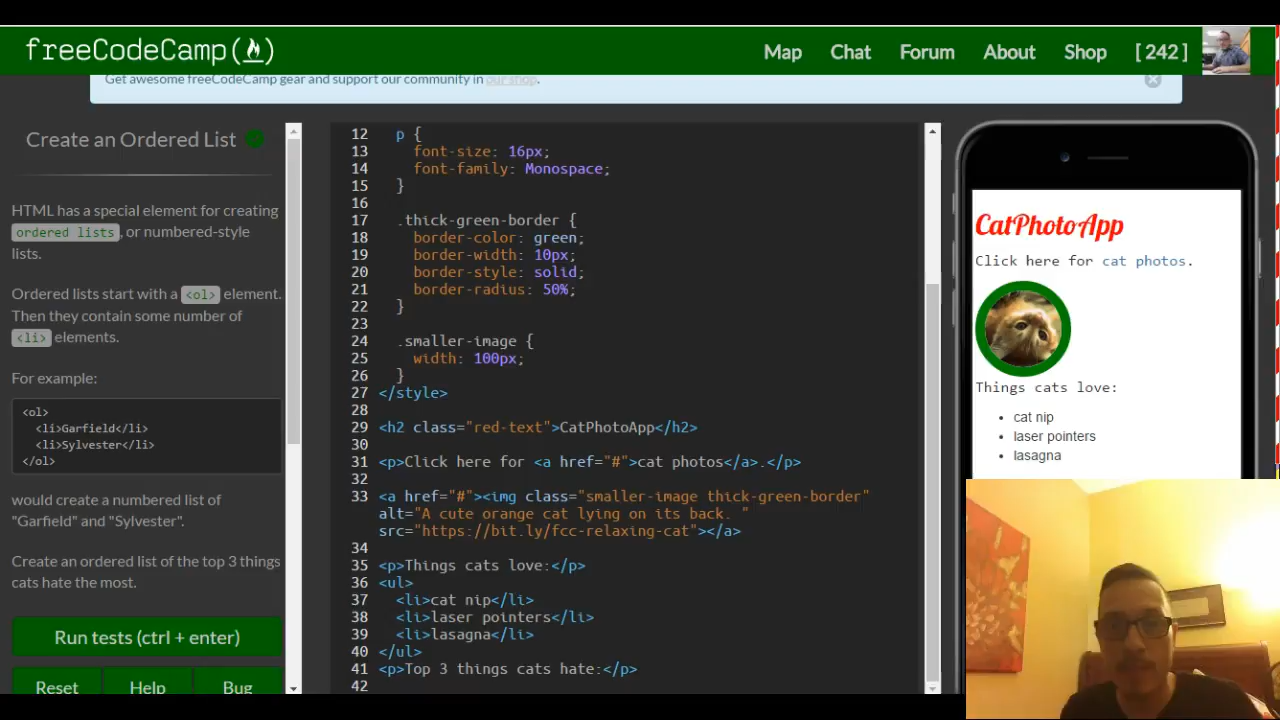 freeCodeCamp(🔥)
Map Chat Forum About Shop [ 242 ]
Get awesome freeCodeCamp gear and support our community in our shop.
Create an Ordered List
HTML has a special element for creating
ordered lists, or numbered-style
lists.
Ordered lists start with a <ol> element.
Then they contain some number of
<li> elements.
For example:
<ol>
<li>Garfield</li>
<li>Sylvester</li>
</ol>
would create a numbered list of
"Garfield" and "Sylvester".
Create an ordered list of the top 3 things
cats hate the most.
Run tests (ctrl + enter)
Reset Help Bug
12 p {
13 font-size: 16px;
14 font-family: Monospace;
15 }
16
17 .thick-green-border {
18 border-color: green;
19 border-width: 10px;
20 border-style: solid;
21 border-radius: 50%;
22 }
23
24 .smaller-image {
25 width: 100px;
26 }
27 </style>
28
29 <h2 class="red-text">CatPhotoApp</h2>
30
31 <p>Click here for <a href="#">cat photos</a>.</p>
32
33 <a href="#"><img class="smaller-image thick-green-border"
alt="A cute orange cat lying on its back. "
src="https://bit.ly/fcc-relaxing-cat"></a>
34
35 <p>Things cats love:</p>
36 <ul>
37 <li>cat nip</li>
38 <li>laser pointers</li>
39 <li>lasagna</li>
40 </ul>
41 <p>Top 3 things cats hate:</p>
42
CatPhotoApp
Click here for cat photos.
Things cats love:
• cat nip
• laser pointers
• lasagna